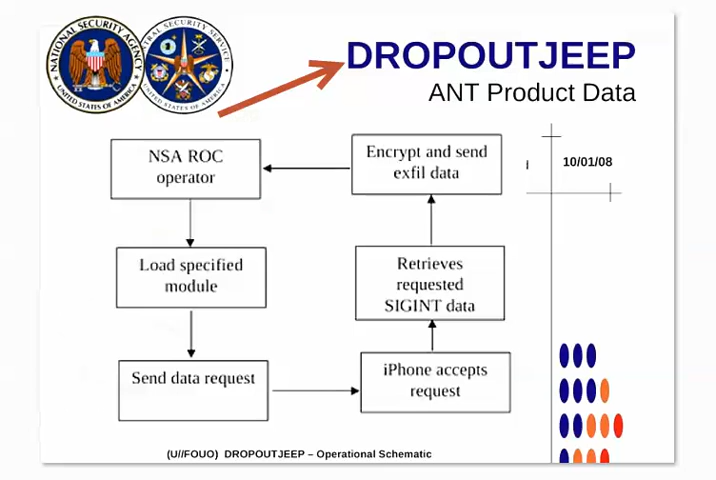 NATIONAL SECURITY AGENCY
UNITED STATES OF AMERICA
CENTRAL SECURITY SERVICE
UNITED STATES OF AMERICA
DROPOUTJEEP
ANT Product Data
10/01/08
NSA ROC
operator
Encrypt and send
exfil data
Load specified
module
Retrieves
requested
SIGINT data
Send data request
iPhone accepts
request
(U//FOUO) DROPOUTJEEP – Operational Schematic